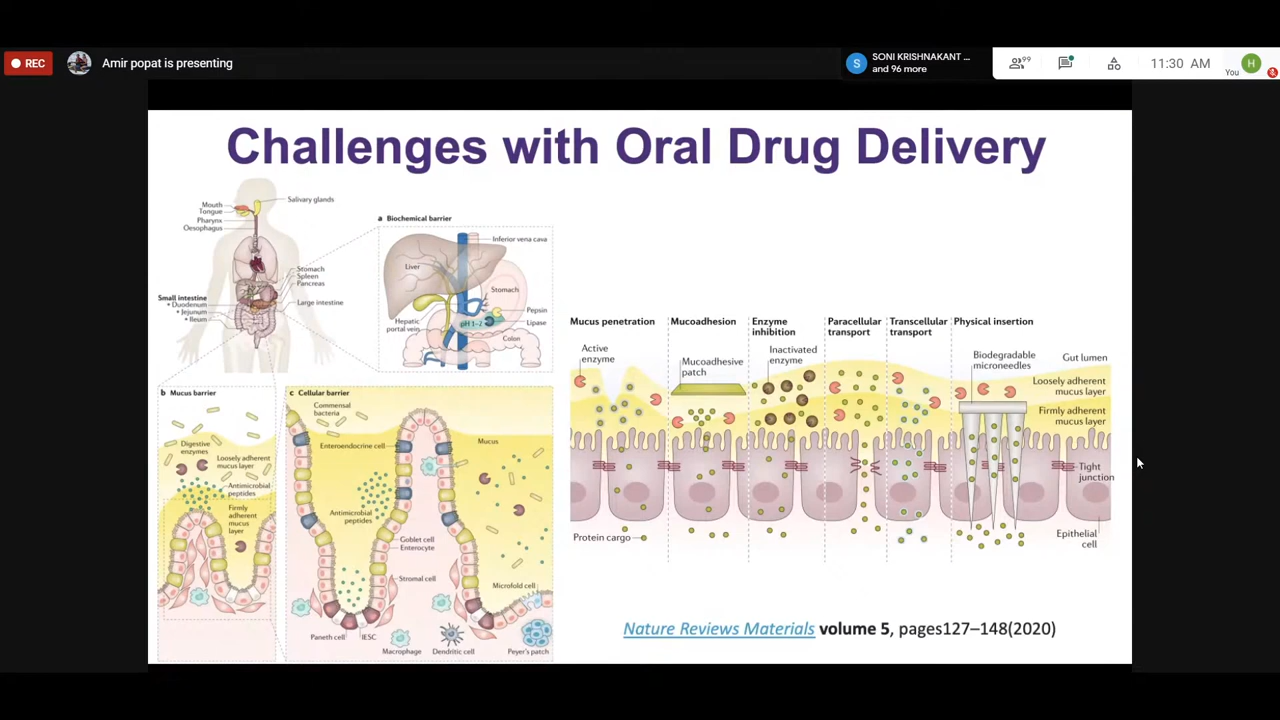 REC
Amir popat is presenting
SONI KRISHNAKANT ...
and 96 more
99
11:30 AM
You
S
H
Challenges with Oral Drug Delivery
Mouth
Tongue
Pharynx
Oesophagus
Salivary glands
Stomach
Spleen
Pancreas
Large intestine
Small intestine
• Duodenum
• Jejunum
• Ileum
a Biochemical barrier
Inferior vena cava
Liver
Stomach
Pepsin
pH 1–2
Lipase
Hepatic
portal vein
Colon
b Mucus barrier
Digestive
enzymes
Loosely adherent
mucus layer
Antimicrobial
peptides
Firmly
adherent
mucus
layer
c Cellular barrier
Commensal
bacteria
Enteroendocrine cell
Mucus
Antimicrobial
peptides
Goblet cell
Enterocyte
Stromal cell
Microfold cell
Paneth cell
IESC
Macrophage
Dendritic cell
Peyer's patch
Mucus penetration
Mucoadhesion
Enzyme
inhibition
Paracellular
transport
Transcellular
transport
Physical insertion
Active
enzyme
Mucoadhesive
patch
Inactivated
enzyme
Biodegradable
microneedles
Gut lumen
Loosely adherent
mucus layer
Firmly adherent
mucus layer
Tight
junction
Protein cargo
Epithelial
cell
Nature Reviews Materials volume 5, pages127–148(2020)